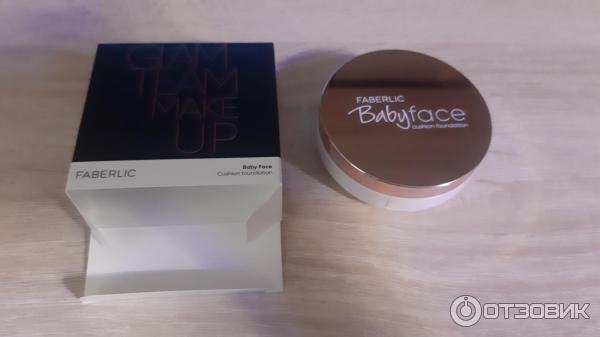 GLAM
TEAM
MAKE
UP
FABERLIC
Baby Face
Cushion foundation
FABERLIC
Babyface
cushion foundation
ОТЗОВИК